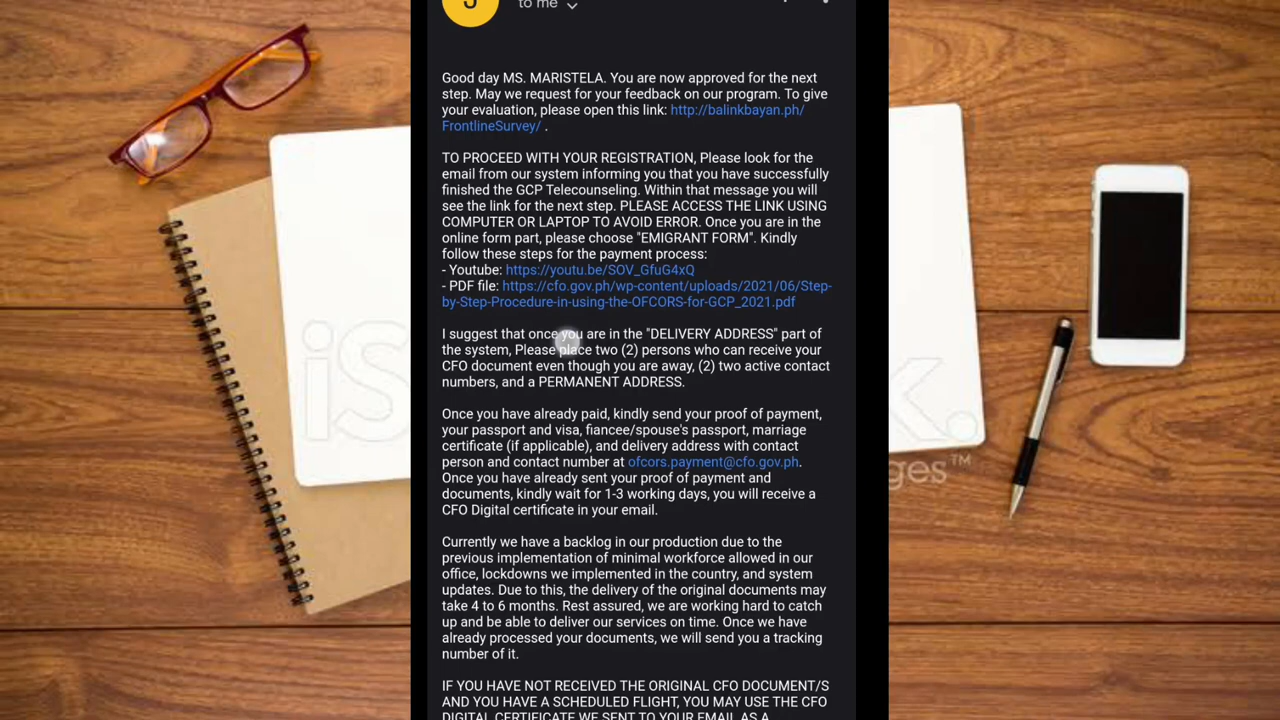 to me
Good day MS. MARISTELA. You are now approved for the next
step. May we request for your feedback on our program. To give
your evaluation, please open this link: http://balinkbayan.ph/
FrontlineSurvey/ .
TO PROCEED WITH YOUR REGISTRATION, Please look for the
email from our system informing you that you have successfully
finished the GCP Telecounseling. Within that message you will
see the link for the next step. PLEASE ACCESS THE LINK USING
COMPUTER OR LAPTOP TO AVOID ERROR. Once you are in the
online form part, please choose "EMIGRANT FORM". Kindly
follow these steps for the payment process:
- Youtube: https://youtu.be/SOV_GfuG4xQ
- PDF file: https://cfo.gov.ph/wp-content/uploads/2021/06/Step-
by-Step-Procedure-in-using-the-OFCORS-for-GCP_2021.pdf
I suggest that once you are in the "DELIVERY ADDRESS" part of
the system, Please place two (2) persons who can receive your
CFO document even though you are away, (2) two active contact
numbers, and a PERMANENT ADDRESS.
Once you have already paid, kindly send your proof of payment,
your passport and visa, fiancee/spouse's passport, marriage
certificate (if applicable), and delivery address with contact
person and contact number at ofcors.payment@cfo.gov.ph.
Once you have already sent your proof of payment and
documents, kindly wait for 1-3 working days, you will receive a
CFO Digital certificate in your email.
Currently we have a backlog in our production due to the
previous implementation of minimal workforce allowed in our
office, lockdowns we implemented in the country, and system
updates. Due to this, the delivery of the original documents may
take 4 to 6 months. Rest assured, we are working hard to catch
up and be able to deliver our services on time. Once we have
already processed your documents, we will send you a tracking
number of it.
IF YOU HAVE NOT RECEIVED THE ORIGINAL CFO DOCUMENT/S
AND YOU HAVE A SCHEDULED FLIGHT, YOU MAY USE THE CFO
DIGITAL CERTIFICATE WE SENT TO YOUR EMAIL AS A